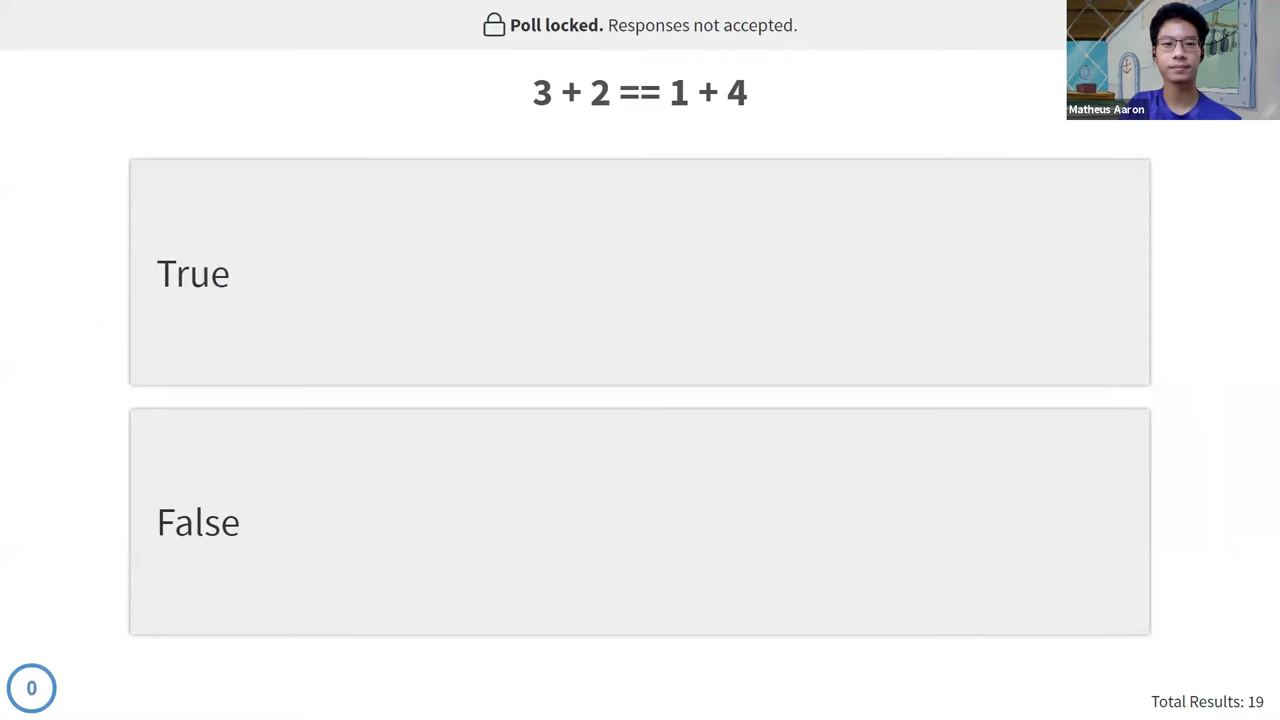 Poll locked. Responses not accepted.
3 + 2 == 1 + 4
Matheus Aaron
True
False
0
Total Results: 19